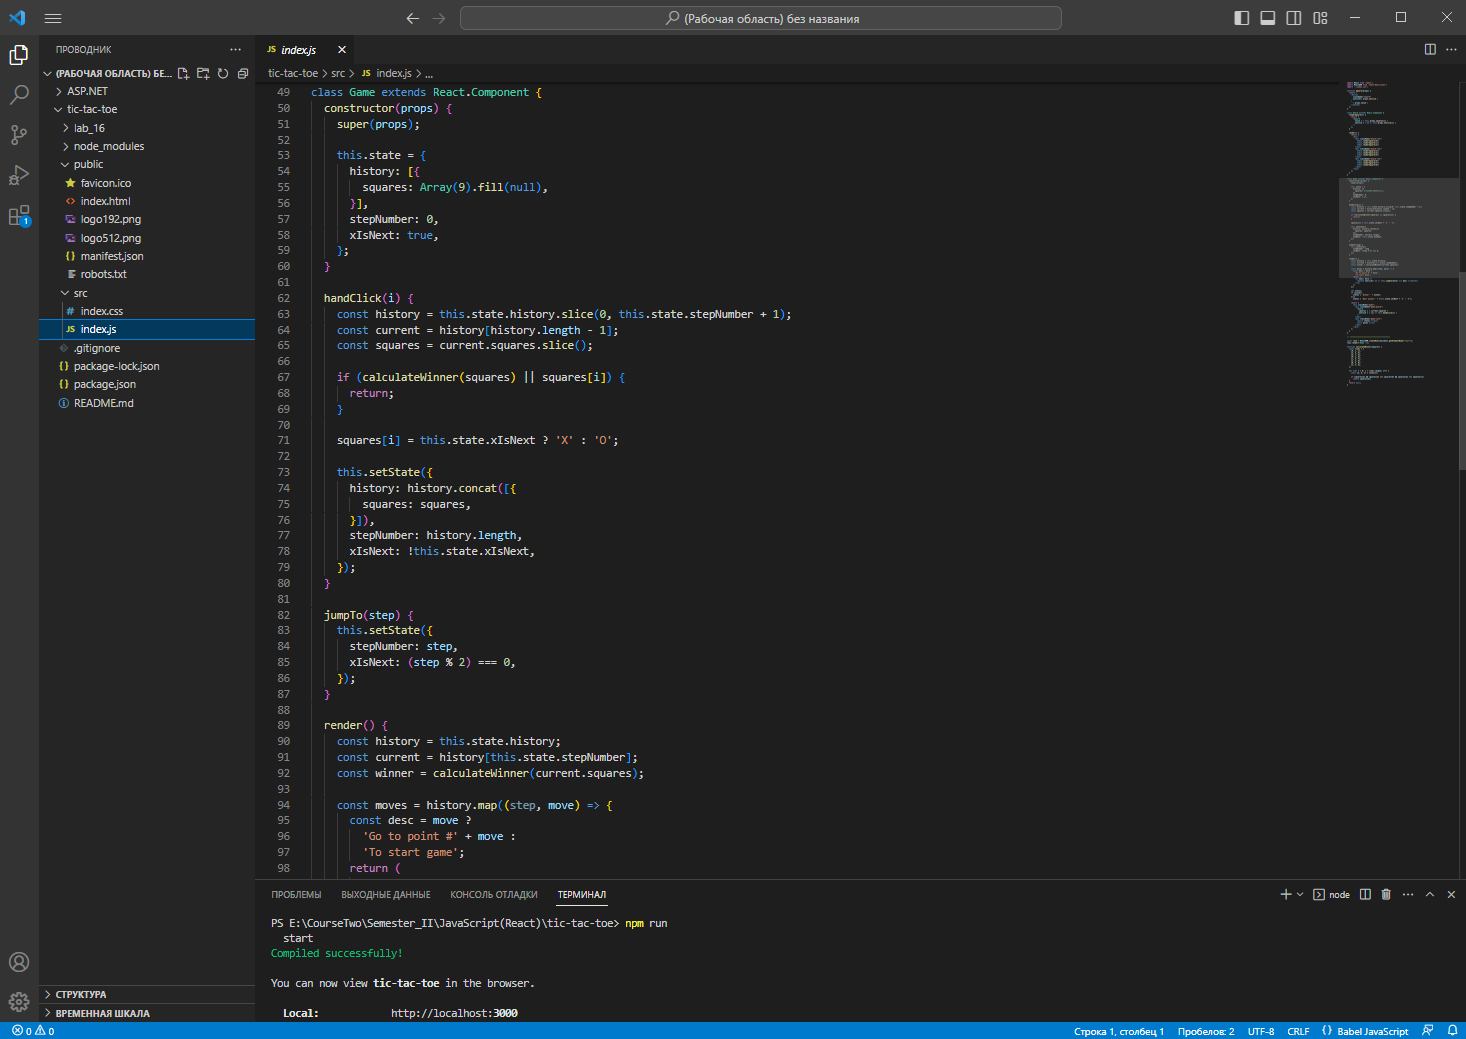 (Рабочая область) без названия
ПРОВОДНИК
(РАБОЧАЯ ОБЛАСТЬ) БЕ...
ASP.NET
tic-tac-toe
lab_16
node_modules
public
favicon.ico
index.html
logo192.png
logo512.png
manifest.json
robots.txt
src
index.css
JS index.js
.gitignore
package-lock.json
package.json
README.md
СТРУКТУРА
ВРЕМЕННАЯ ШКАЛА
1
JS index.js
tic-tac-toe > src > JS index.js > ...
49 class Game extends React.Component {
50 constructor(props) {
51 super(props);
52
53 this.state = {
54 history: [{
55 squares: Array(9).fill(null),
56 }],
57 stepNumber: 0,
58 xIsNext: true,
59 };
60 }
61
62 handClick(i) {
63 const history = this.state.history.slice(0, this.state.stepNumber + 1);
64 const current = history[history.length - 1];
65 const squares = current.squares.slice();
66
67 if (calculateWinner(squares) || squares[i]) {
68 return;
69 }
70
71 squares[i] = this.state.xIsNext ? 'X' : 'O';
72
73 this.setState({
74 history: history.concat([{
75 squares: squares,
76 }]),
77 stepNumber: history.length,
78 xIsNext: !this.state.xIsNext,
79 });
80 }
81
82 jumpTo(step) {
83 this.setState({
84 stepNumber: step,
85 xIsNext: (step % 2) === 0,
86 });
87 }
88
89 render() {
90 const history = this.state.history;
91 const current = history[this.state.stepNumber];
92 const winner = calculateWinner(current.squares);
93
94 const moves = history.map((step, move) => {
95 const desc = move ?
96 'Go to point #' + move :
97 'To start game';
98 return (
ПРОБЛЕМЫ ВЫХОДНЫЕ ДАННЫЕ КОНСОЛЬ ОТЛАДКИ ТЕРМИНАЛ
node
PS E:\CourseTwo\Semester_II\JavaScript(React)\tic-tac-toe> npm run
start
Compiled successfully!
You can now view tic-tac-toe in the browser.
Local: http://localhost:3000
0 0 Строка 1, столбец 1 Пробелов: 2 UTF-8 CRLF {} Babel JavaScript